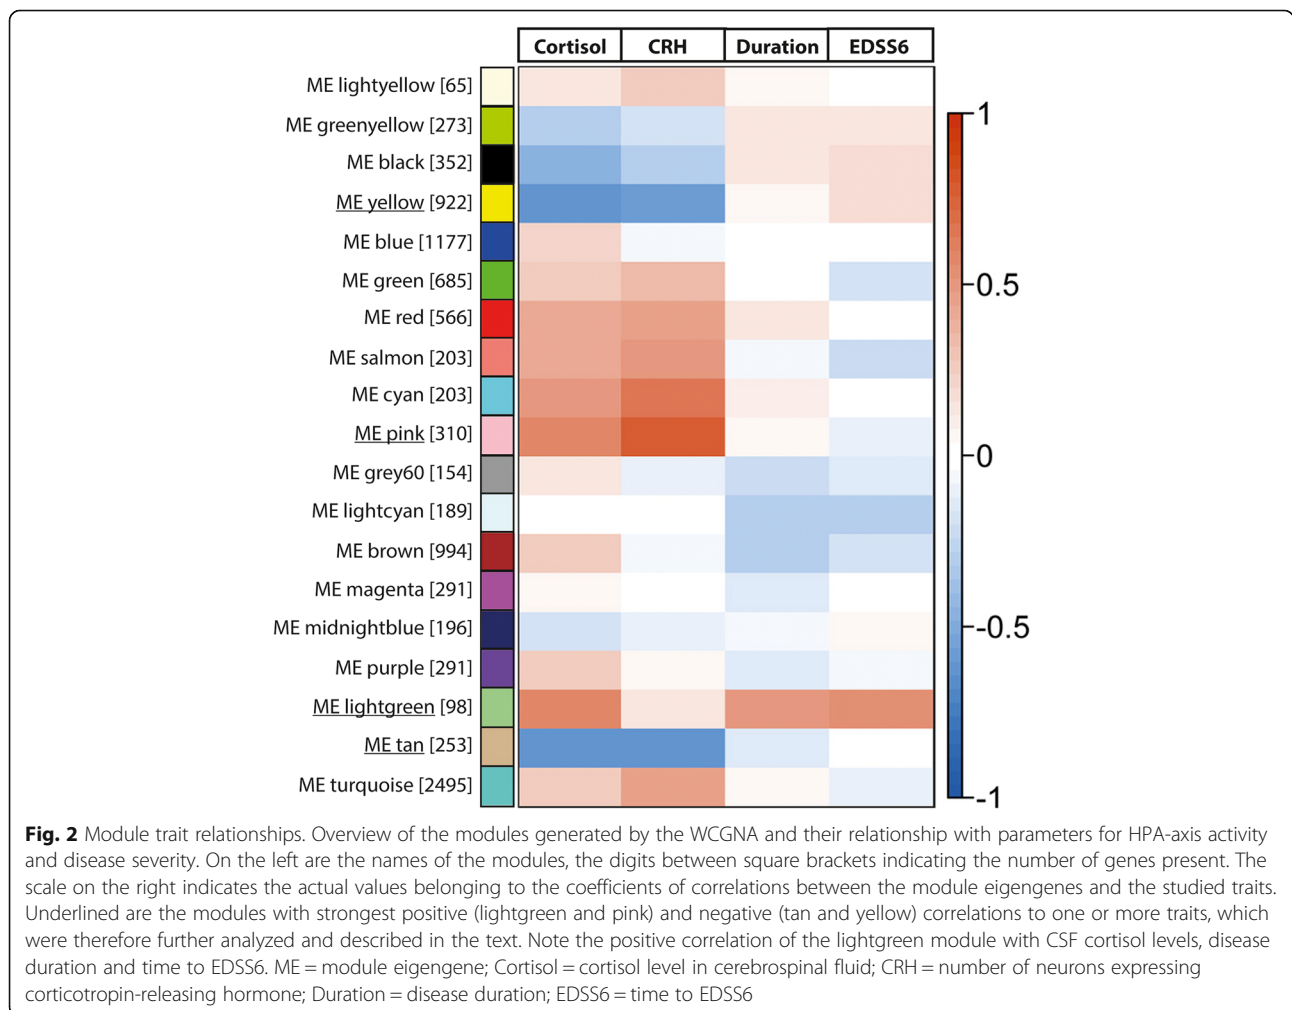 Cortisol CRH Duration EDSS6
ME lightyellow [65]
ME greenyellow [273]
ME black [352]
ME yellow [922]
ME blue [1177]
ME green [685]
ME red [566]
ME salmon [203]
ME cyan [203]
ME pink [310]
ME grey60 [154]
ME lightcyan [189]
ME brown [994]
ME magenta [291]
ME midnightblue [196]
ME purple [291]
ME lightgreen [98]
ME tan [253]
ME turquoise [2495]
1
0.5
0
-0.5
-1
Fig. 2 Module trait relationships. Overview of the modules generated by the WCGNA and their relationship with parameters for HPA-axis activity
and disease severity. On the left are the names of the modules, the digits between square brackets indicating the number of genes present. The
scale on the right indicates the actual values belonging to the coefficients of correlations between the module eigengenes and the studied traits.
Underlined are the modules with strongest positive (lightgreen and pink) and negative (tan and yellow) correlations to one or more traits, which
were therefore further analyzed and described in the text. Note the positive correlation of the lightgreen module with CSF cortisol levels, disease
duration and time to EDSS6. ME = module eigengene; Cortisol = cortisol level in cerebrospinal fluid; CRH = number of neurons expressing
corticotropin-releasing hormone; Duration = disease duration; EDSS6 = time to EDSS6